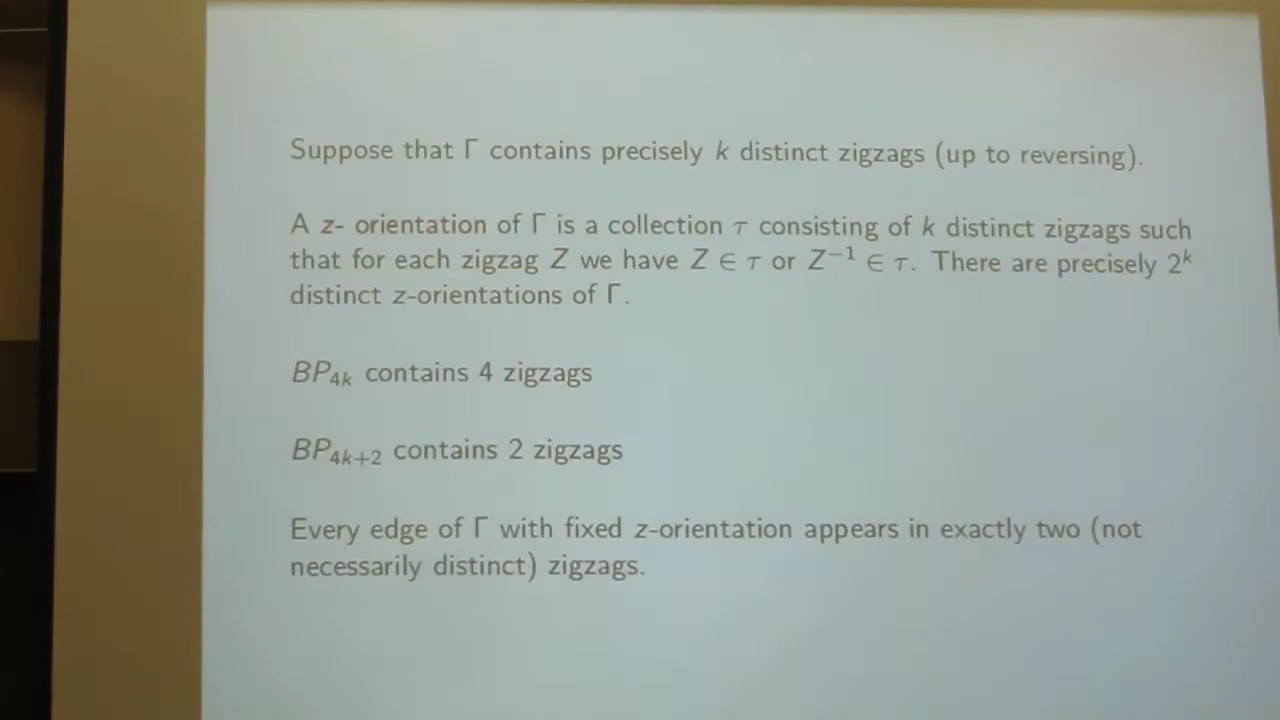 Suppose that Γ contains precisely k distinct zigzags (up to reversing).
A z- orientation of Γ is a collection τ consisting of k distinct zigzags such
that for each zigzag Z we have Z ∈ τ or Z⁻¹ ∈ τ. There are precisely 2ᵏ
distinct z-orientations of Γ.
BP₄ₖ contains 4 zigzags
BP₄ₖ₊₂ contains 2 zigzags
Every edge of Γ with fixed z-orientation appears in exactly two (not
necessarily distinct) zigzags.